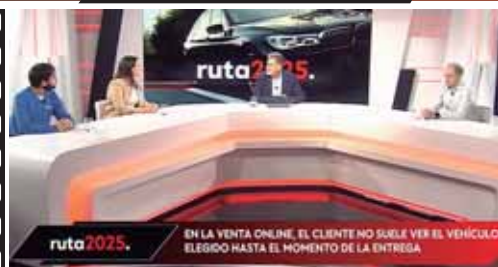 ruta2025.
ruta2025.
EN LA VENTA ONLINE, EL CLIENTE NO SUELE VER EL VEHÍCULO
ELEGIDO HASTA EL MOMENTO DE LA ENTREGA